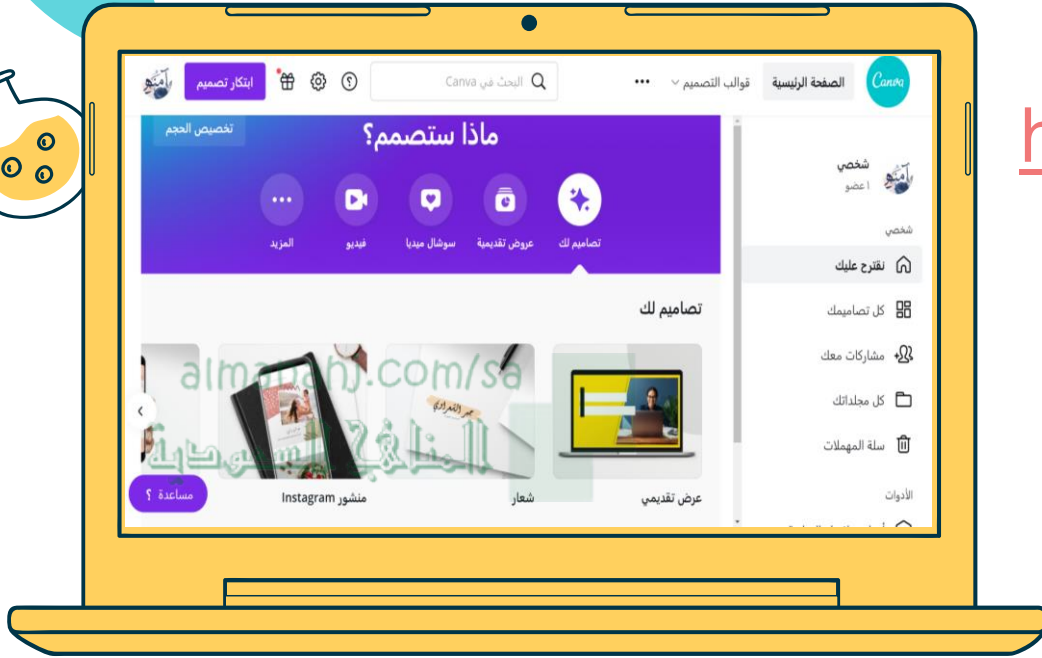 Canva
الصفحة الرئيسية
قوالب التصميم
البحث في Canva
ابتكار تصميم
ماذا ستصمم؟
تخصيص الحجم
تصاميم لك
عروض تقديمية
سوشال ميديا
فيديو
المزيد
شخصي
1 عضو
شخصي
نقترح عليك
كل تصاميمك
مشاركات معك
كل مجلداتك
سلة المهملات
الأدوات
تصاميم لك
عرض تقديمي
شعار
منشور Instagram
مساعدة ؟
almanahj.com/sa
المناهج السعودية
h